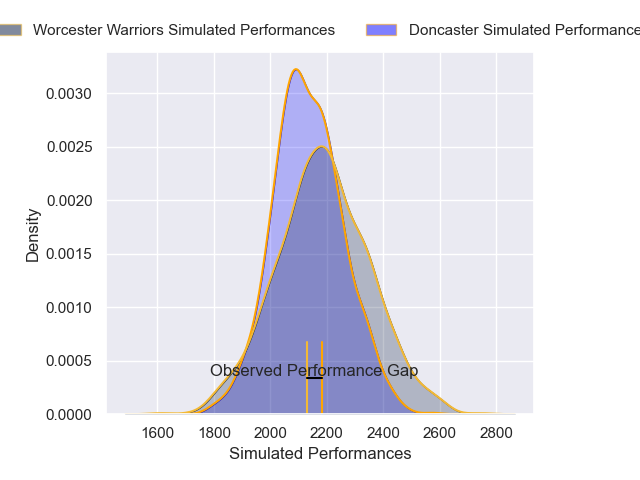 Worcester Warriors Simulated Performances
Doncaster Simulated Performance
0.0030
0.0025
0.0020
0.0015
0.0010
0.0005
0.0000
Density
Observed Performance Gap
1600 1800 2000 2200 2400 2600 2800
Simulated Performances